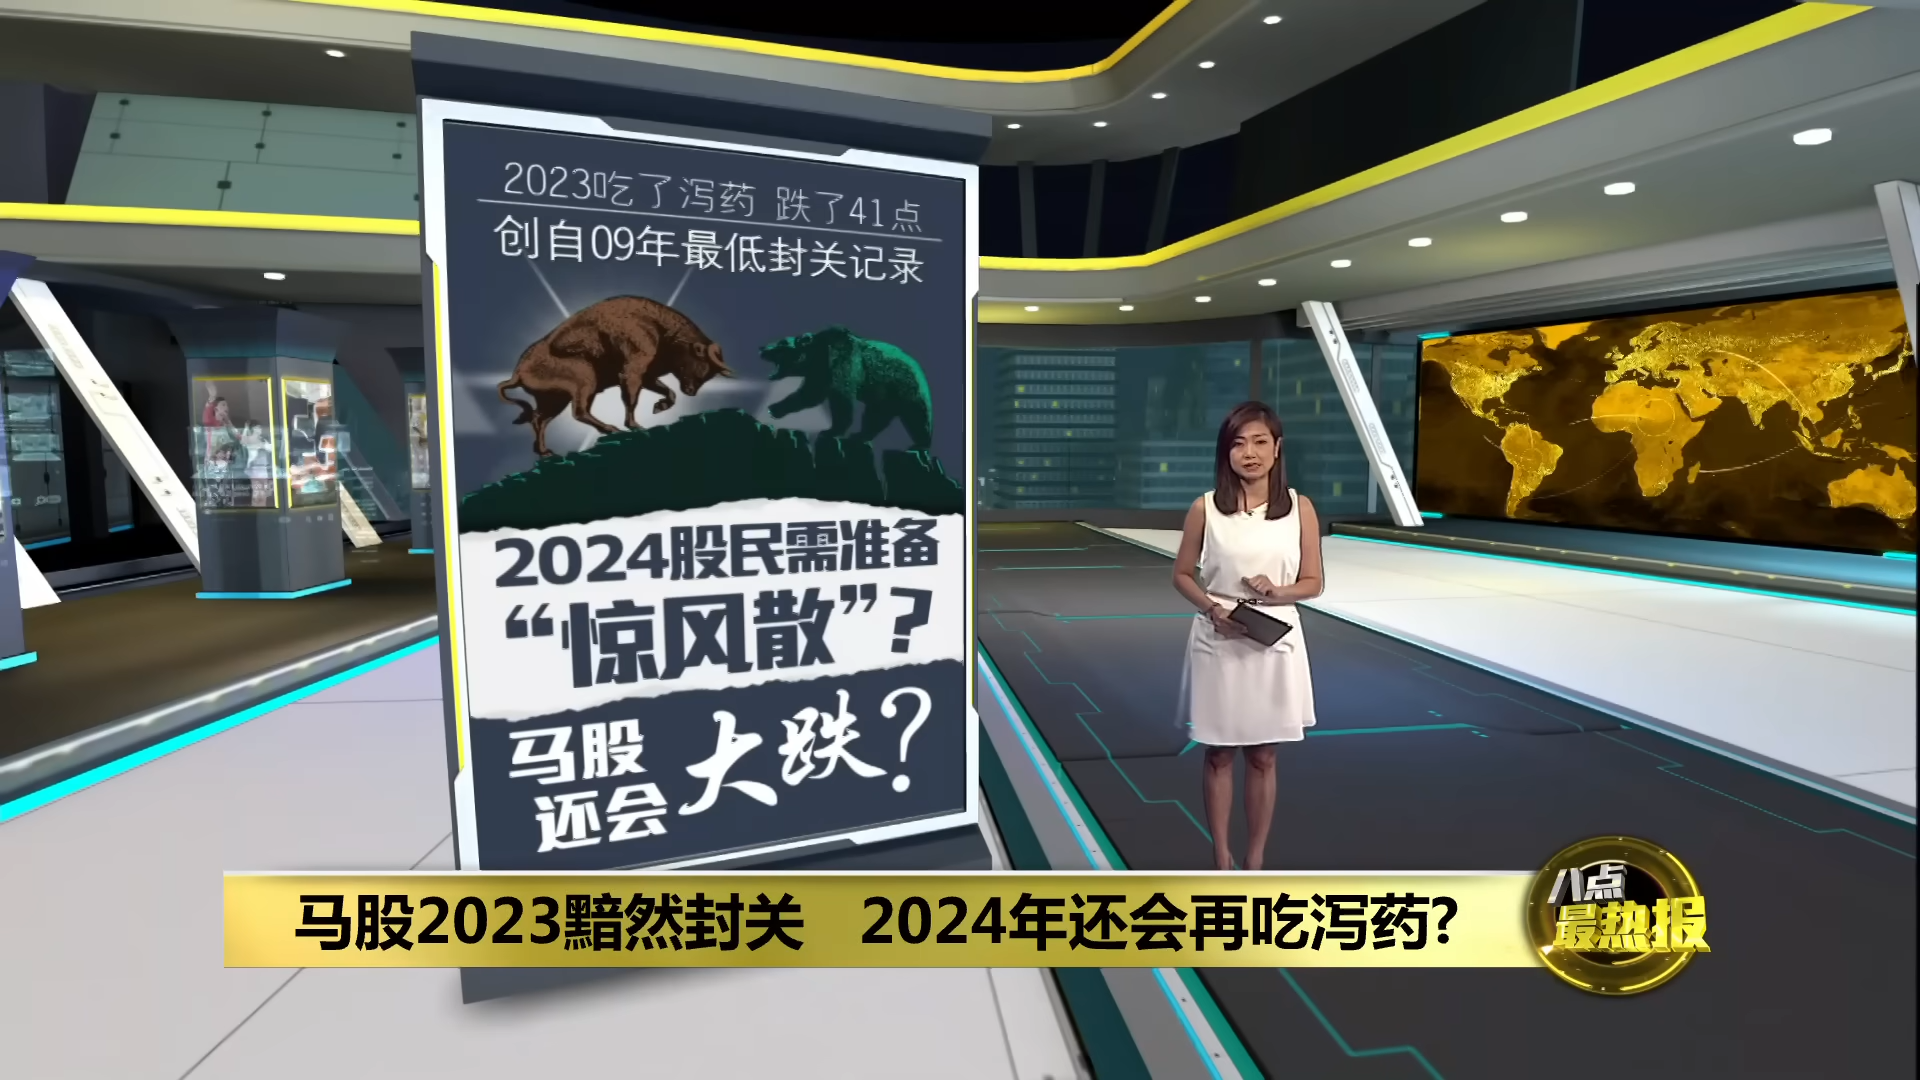 2023吃了泻药 跌了41点
创自09年最低封关记录
2024股民需准备
“惊风散”?
马股
还会
大跌?
马股2023黯然封关 2024年还会再吃泻药?
八点
最热报